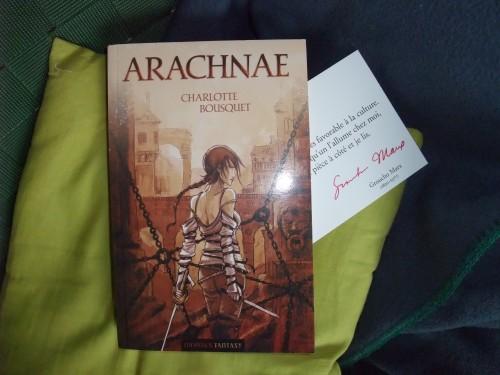 ARACHNAE
CHARLOTTE
BOUSQUET
FANTASY
es favorable à la culture.
qu'un l'allume chez moi,
pièce à côté et je lis.
Groucho Marx